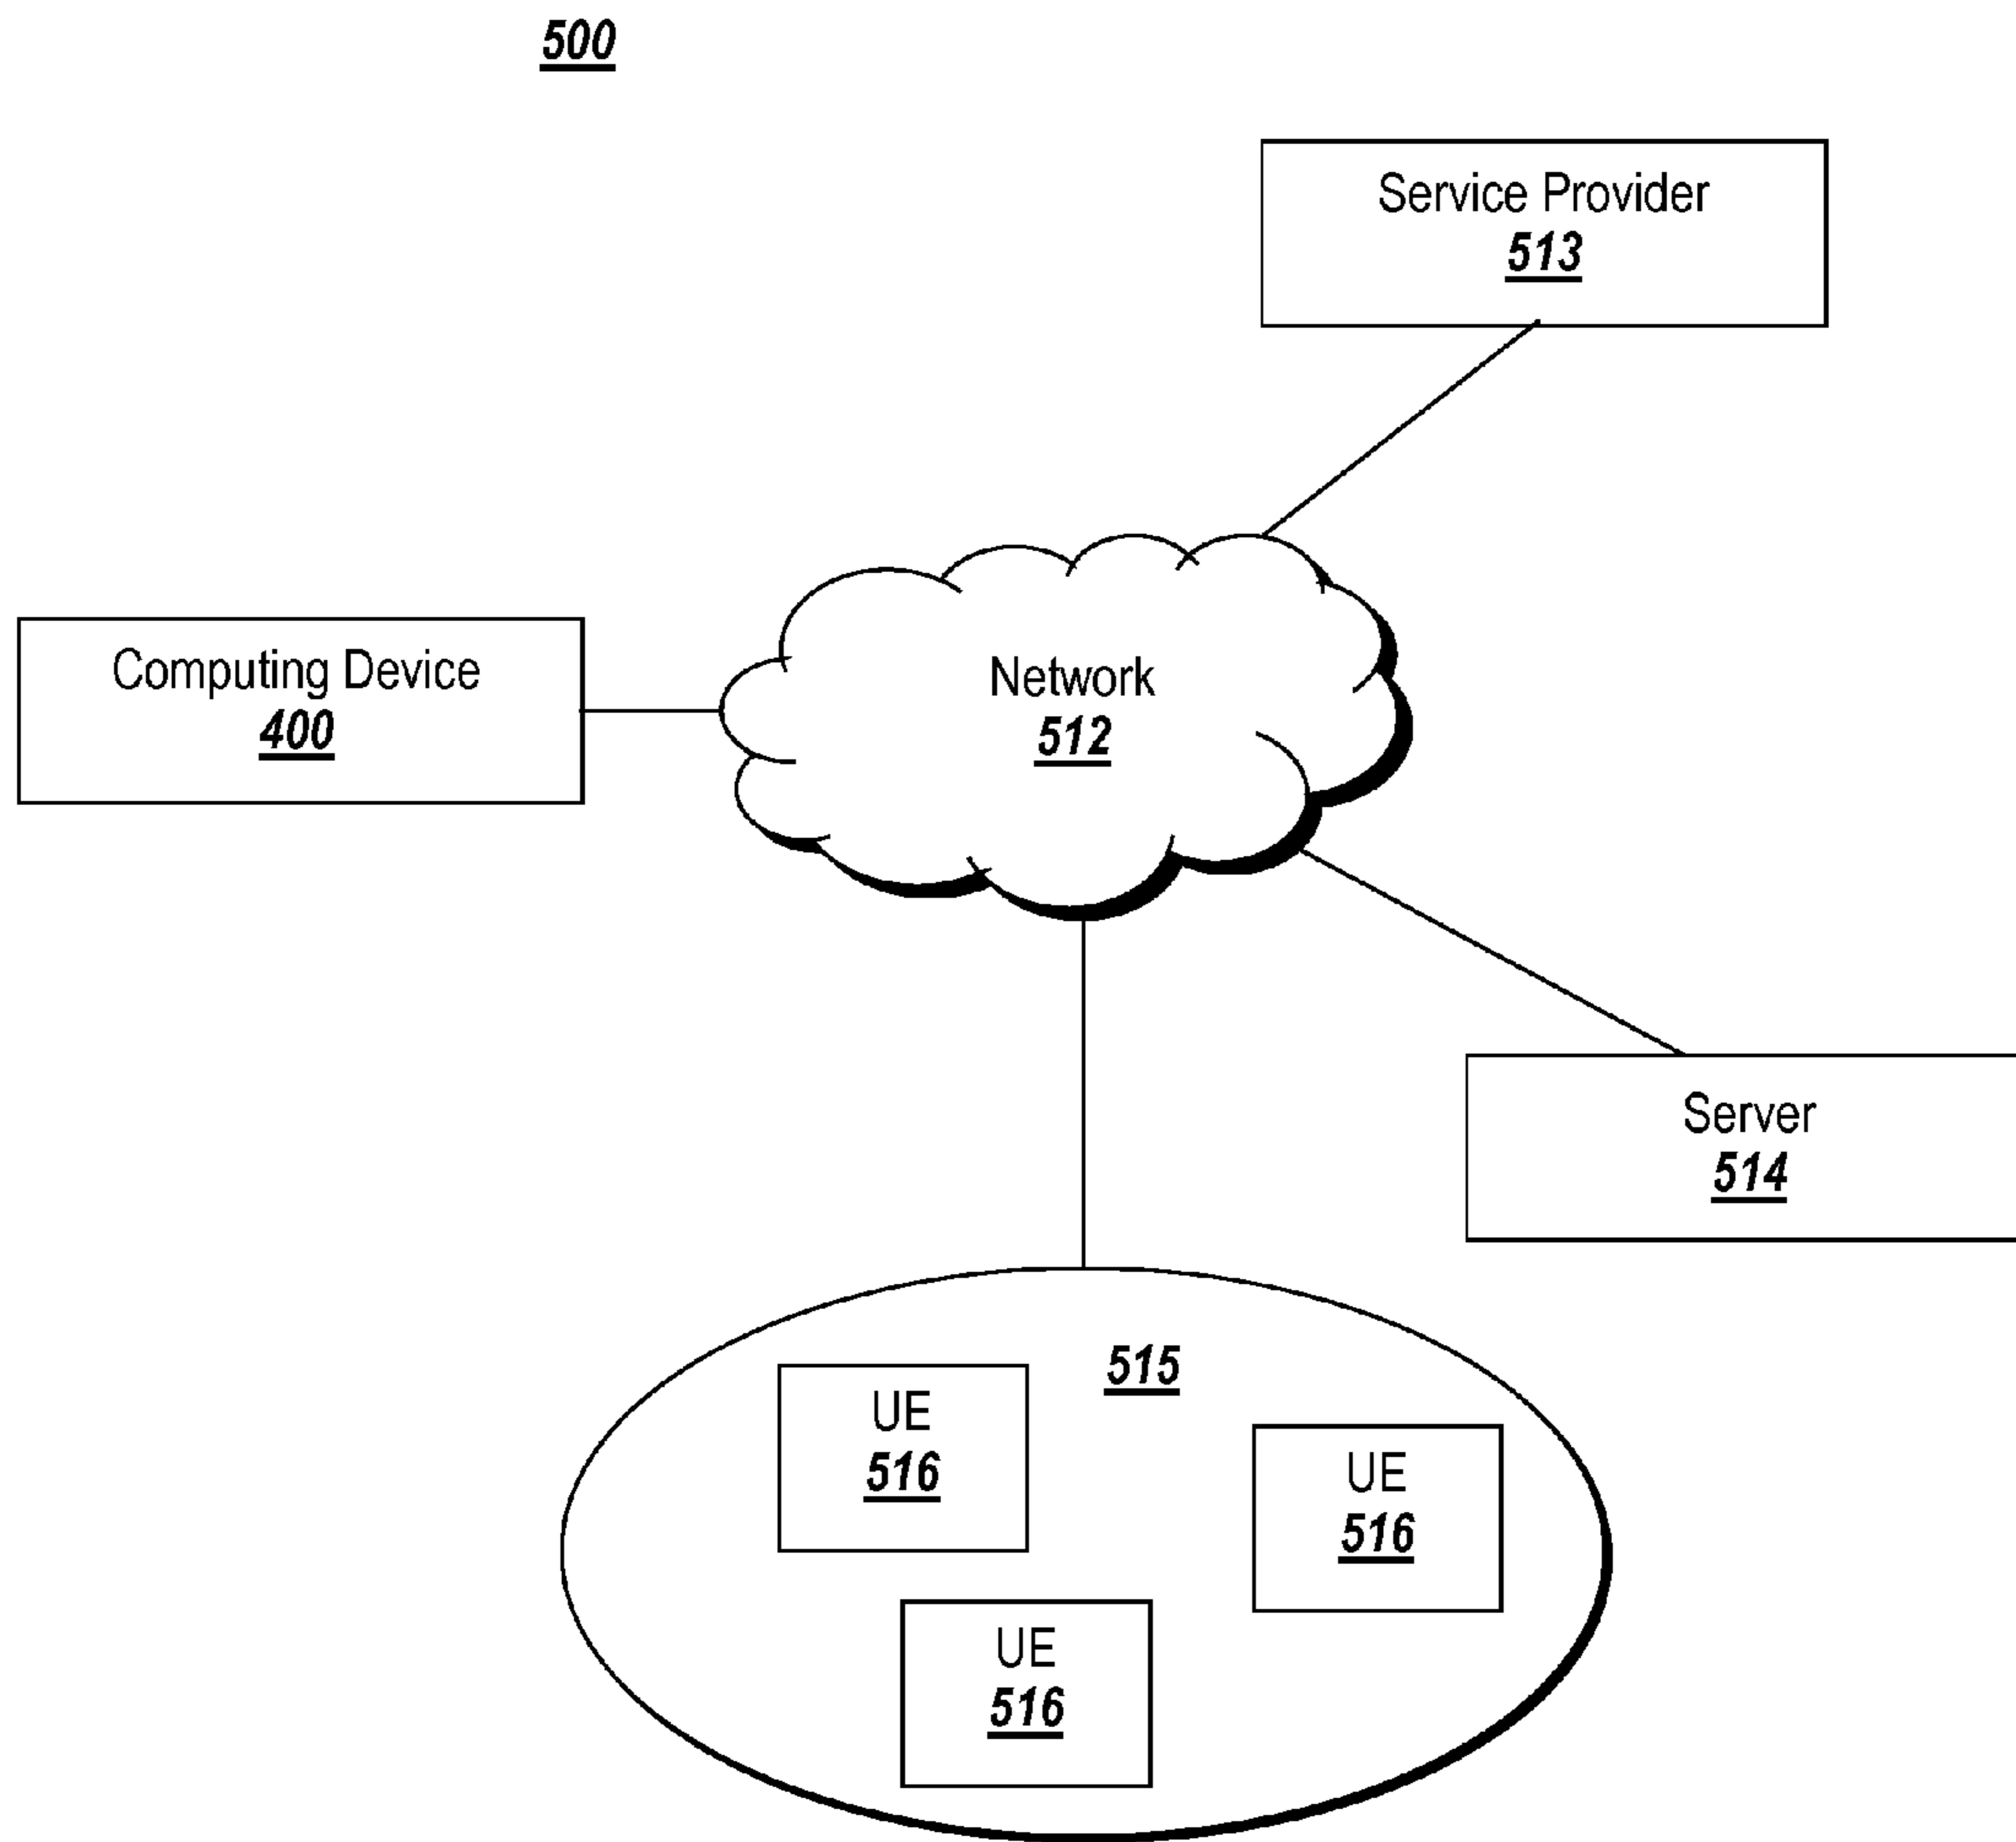 500
Service Provider
513
Computing Device
400
Network
512
Server
514
515
UE
516
UE
516
UE
516